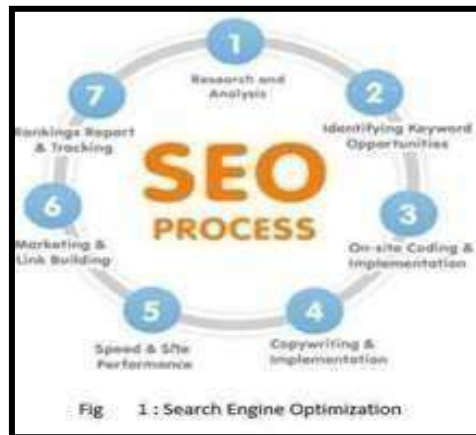 1
Research and
Analysis
2
Identifying Keyword
Opportunities
3
On-site Coding &
Implementation
4
Copywriting &
Implementation
5
Speed & Site
Performance
6
Marketing &
Link Building
7
Rankings Report
& Tracking
SEO
PROCESS
Fig 1 : Search Engine Optimization